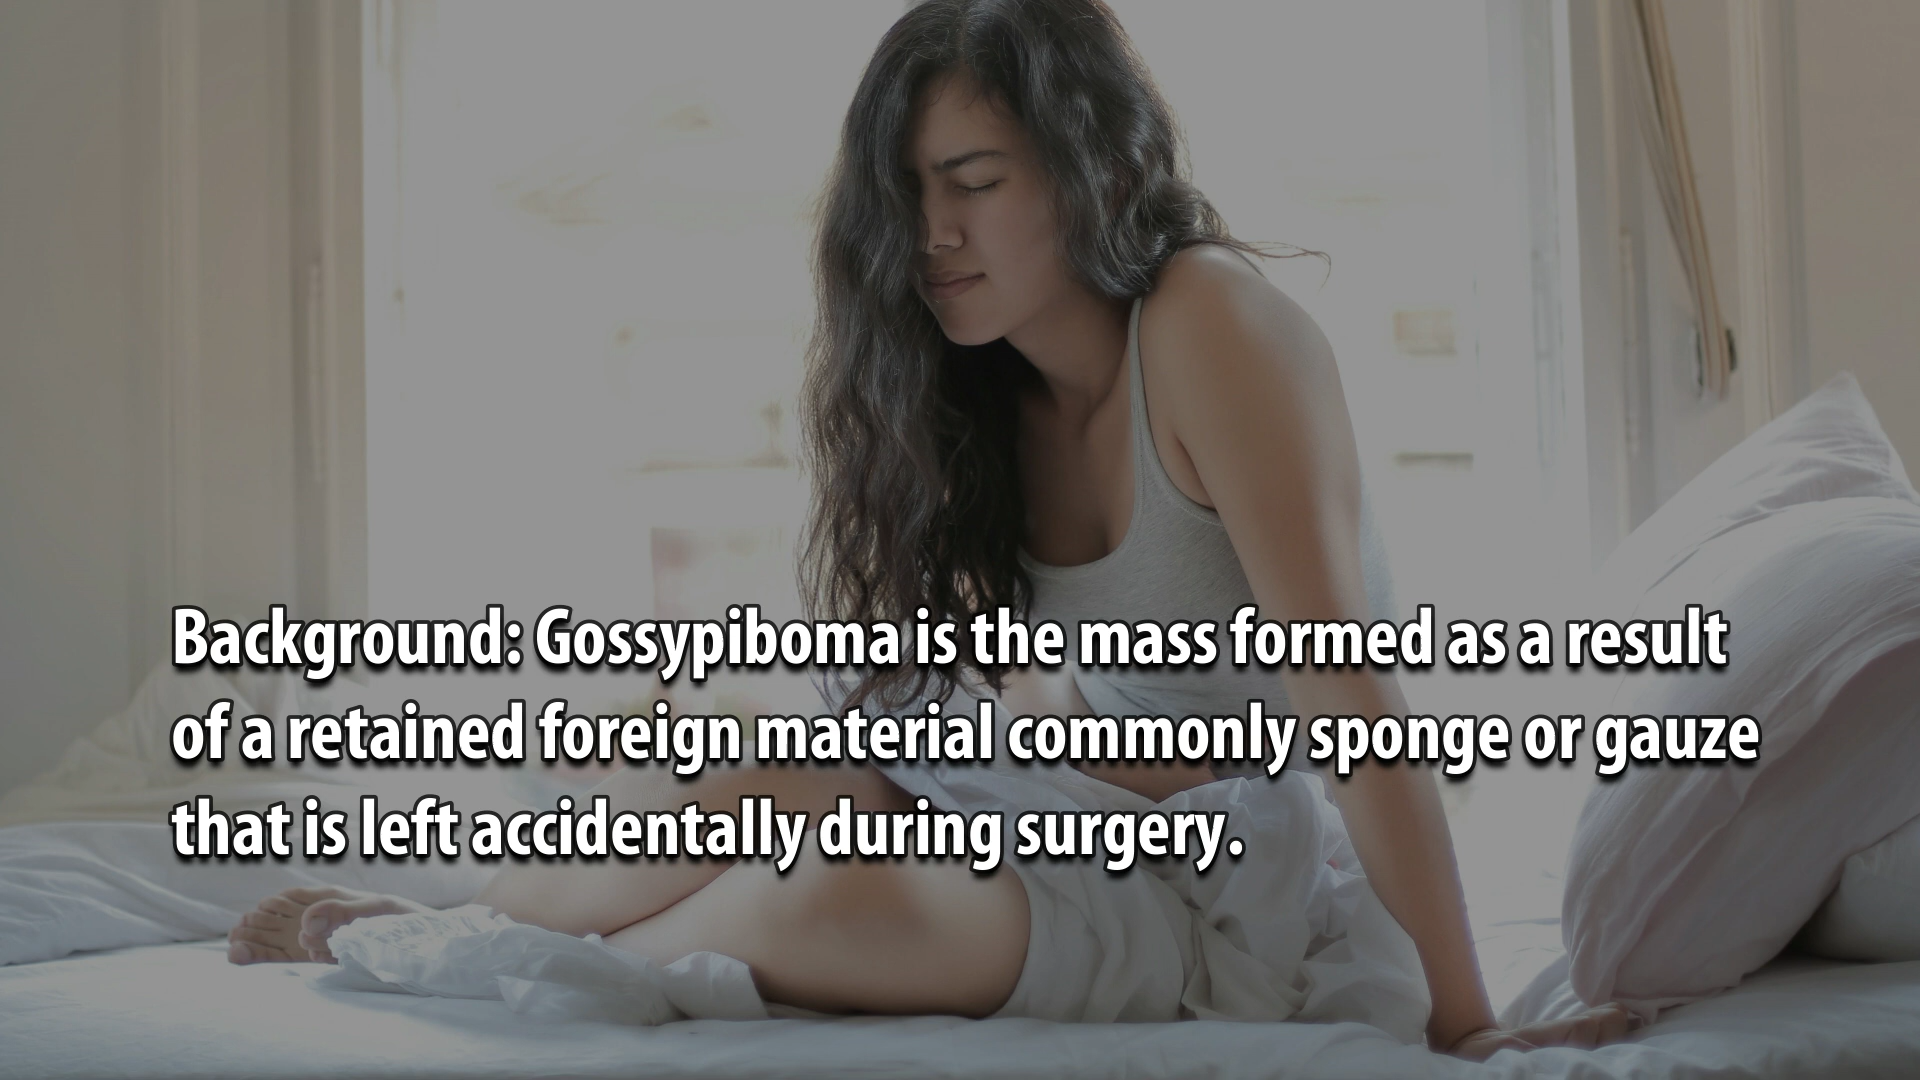 Background: Gossypiboma is the mass formed as a result
of a retained foreign material commonly sponge or gauze
that is left accidentally during surgery.